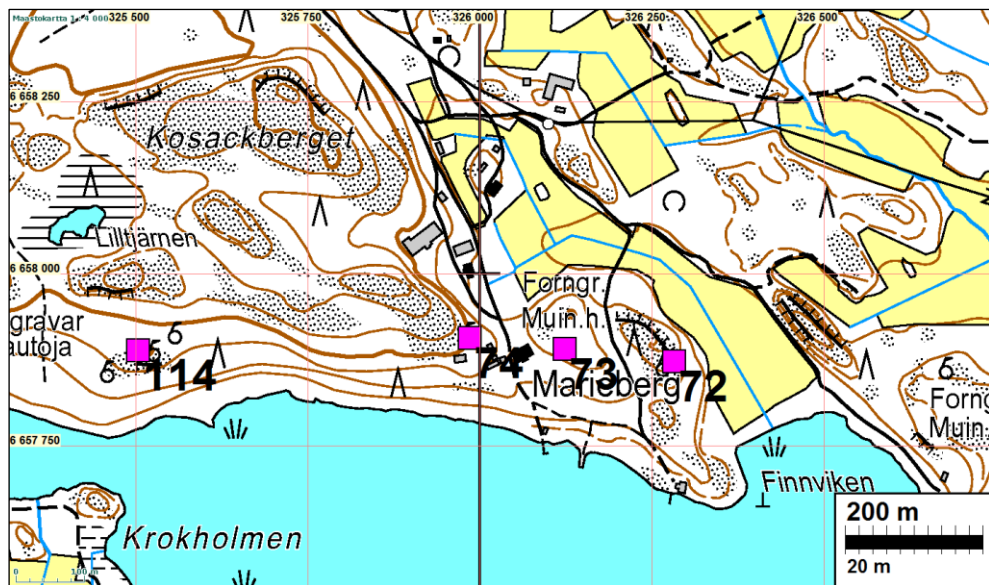 Maastokartta 1 : 4 000
325 500
325 750
326 000
326 250
326 500
6 658 250
Kosackberget
Lilltjärnen
6 658 000
Forngr.
Muin.h.
gravar
autoja
114
74
73
72
Marieberg
Forngr
Muin.
6 657 750
Finnviken
Krokholmen
200 m
20 m
0
100 m